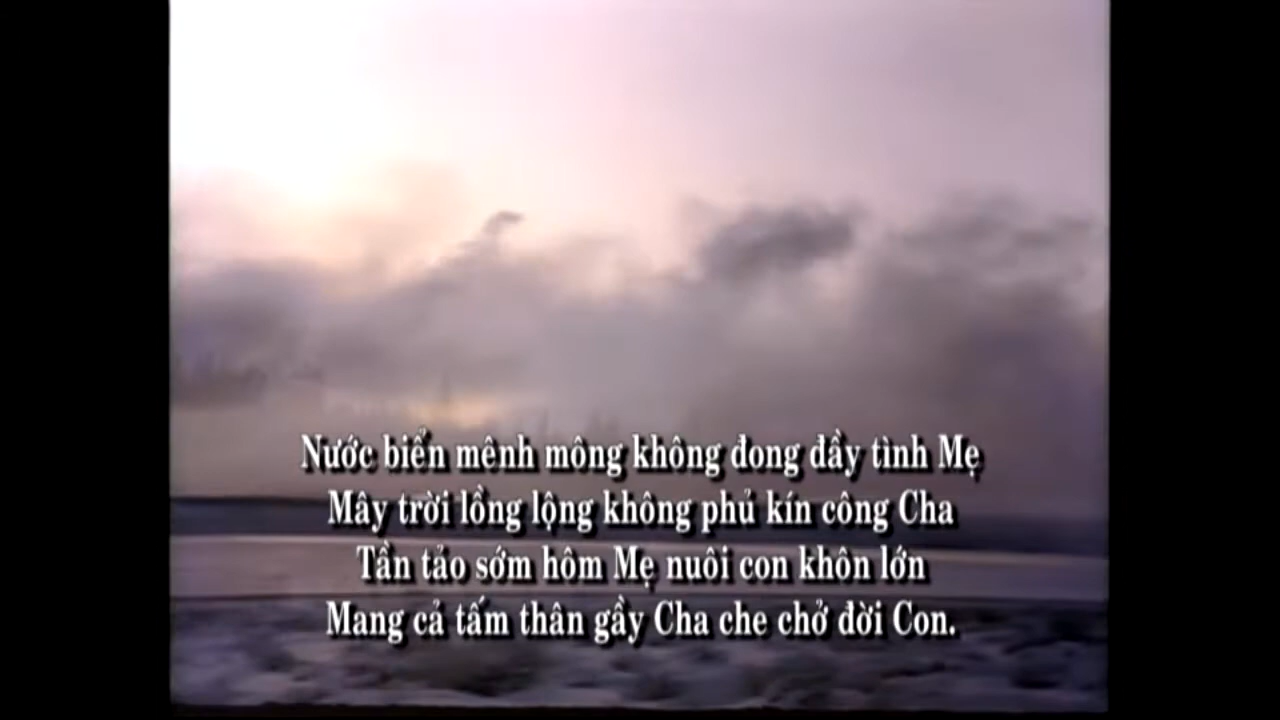 Nước biển mênh mông không đong đầy tình Mẹ
Mây trời lồng lộng không phủ kín công Cha
Tần tảo sớm hôm Mẹ nuôi con khôn lớn
Mang cả tấm thân gầy Cha che chở đời Con.